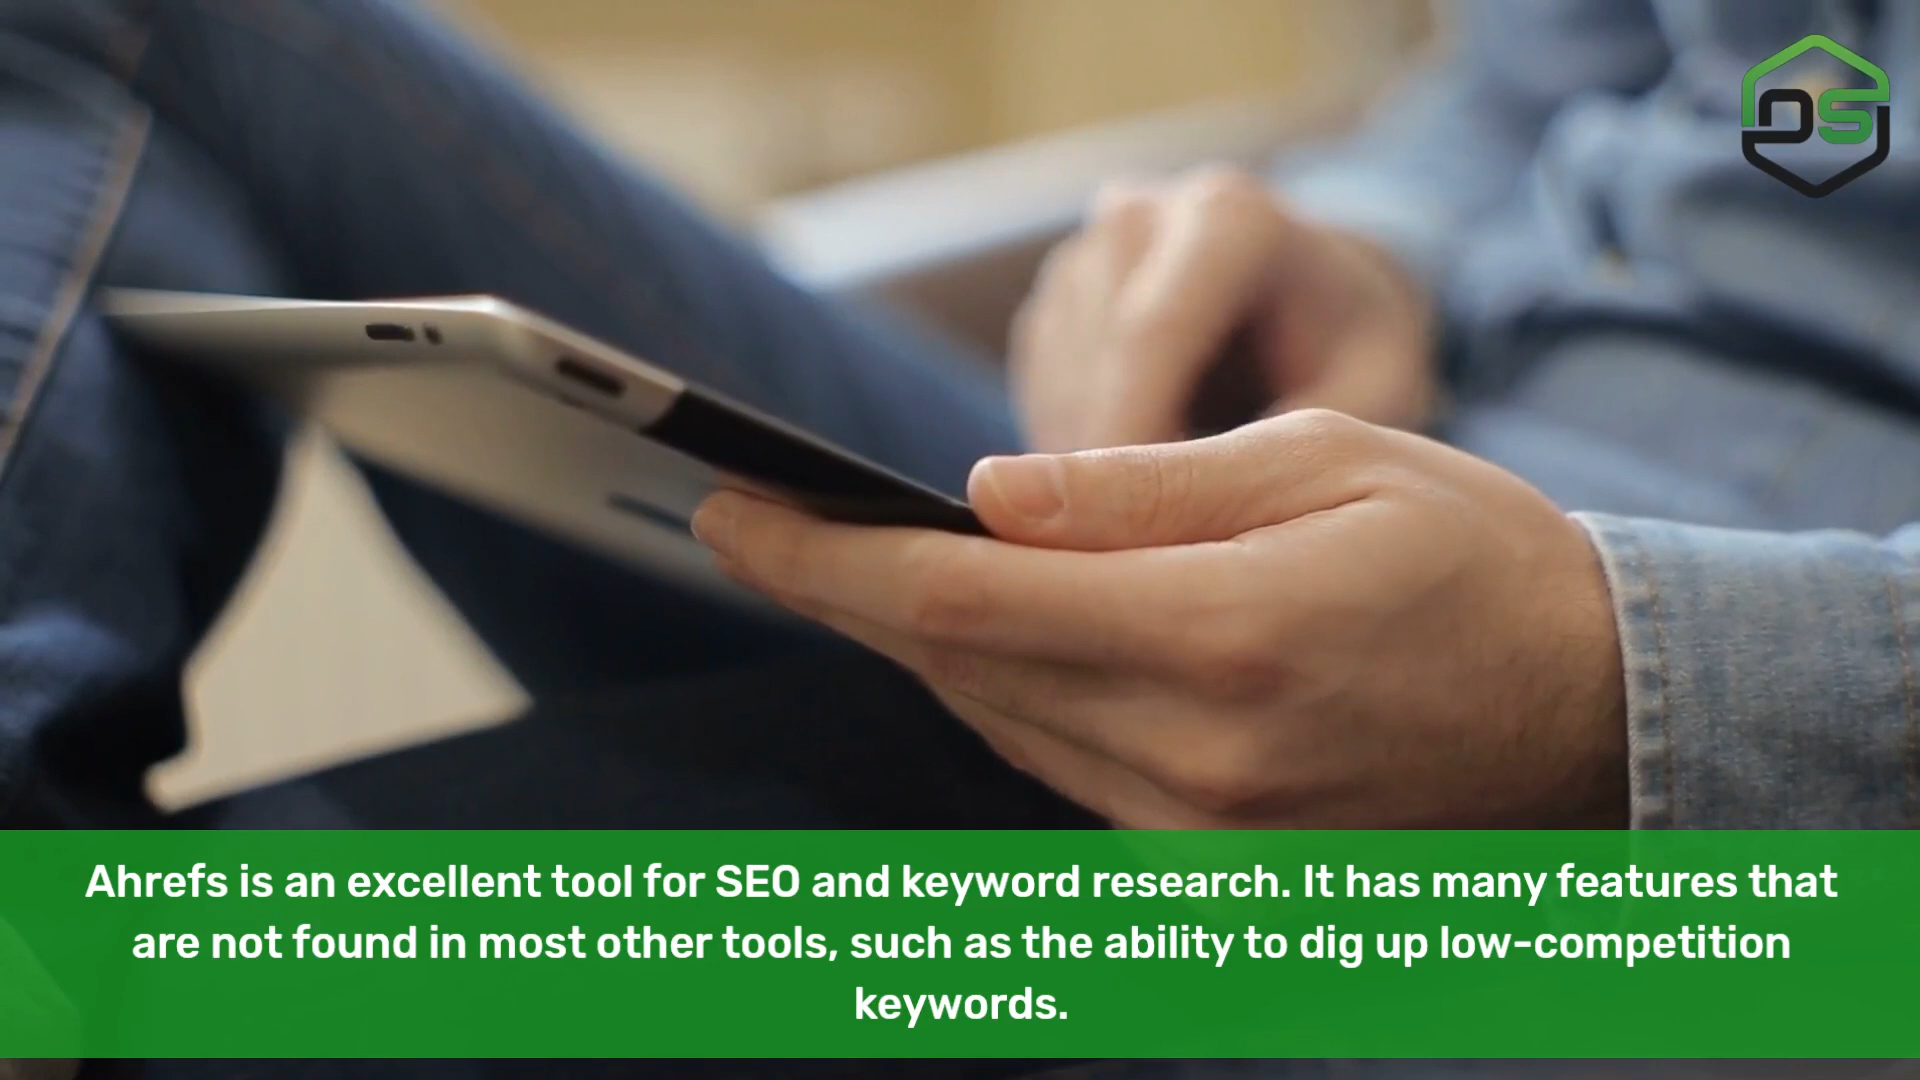 DS
Ahrefs is an excellent tool for SEO and keyword research. It has many features that
are not found in most other tools, such as the ability to dig up low-competition
keywords.